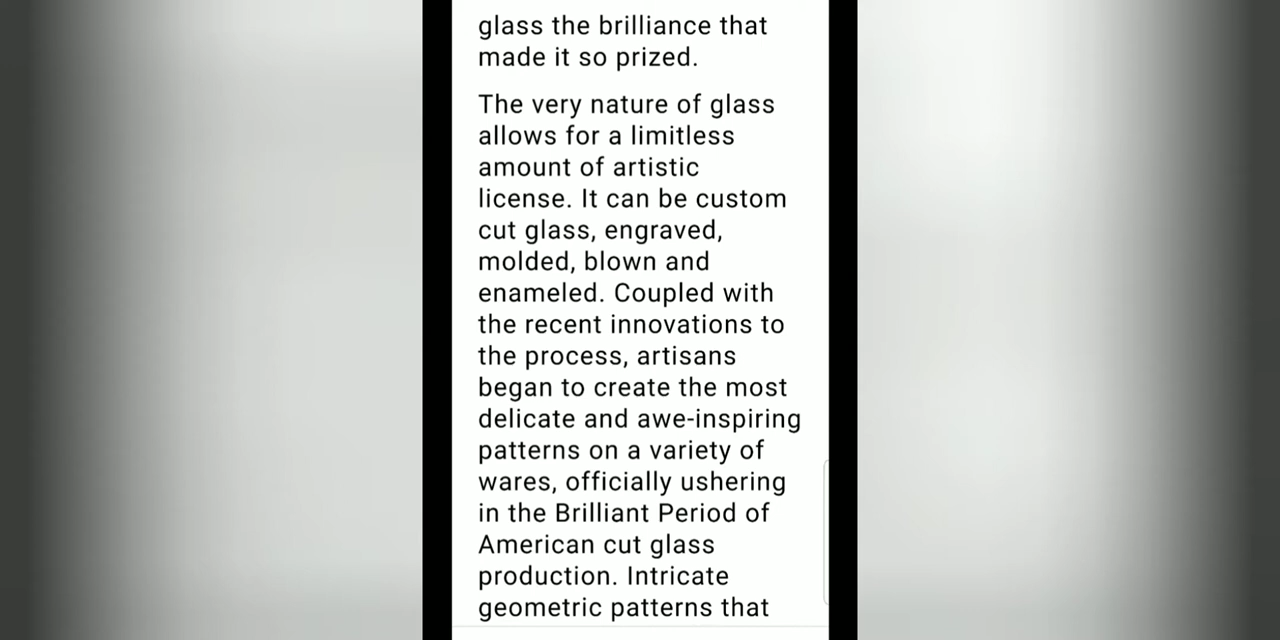 glass the brilliance that
made it so prized.
The very nature of glass
allows for a limitless
amount of artistic
license. It can be custom
cut glass, engraved,
molded, blown and
enameled. Coupled with
the recent innovations to
the process, artisans
began to create the most
delicate and awe-inspiring
patterns on a variety of
wares, officially ushering
in the Brilliant Period of
American cut glass
production. Intricate
geometric patterns that